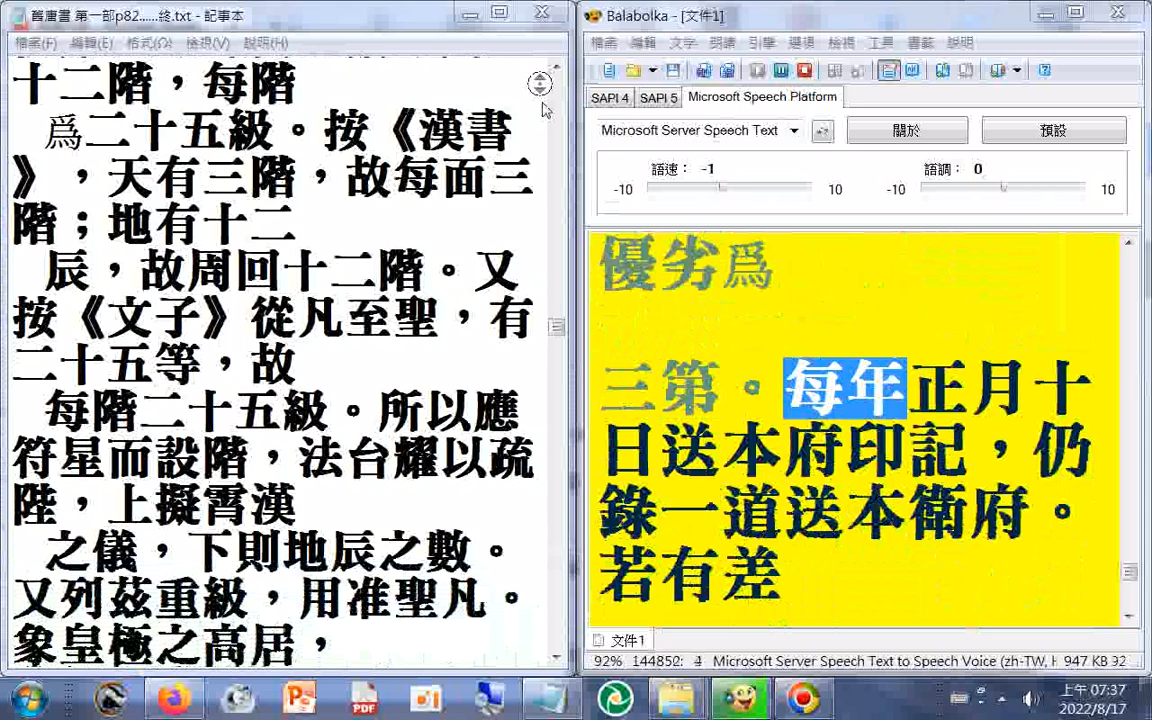 舊唐書 第一部p82......終.txt - 記事本
檔案(F) 編輯(E) 格式(O) 檢視(V) 說明(H)
十二階，每階
爲二十五級。按《漢書
》，天有三階，故每面三
階；地有十二
辰，故周回十二階。又
按《文子》從凡至聖，有
二十五等，故
每階二十五級。所以應
符星而設階，法台耀以疏
陛，上擬霄漢
之儀，下則地辰之數。
又列茲重級，用准聖凡。
象皇極之高居，
Balabolka - [文件1]
檔案 編輯 文字 朗讀 引擎 選項 檢視 工具 書籤 說明
SAPI 4 SAPI 5 Microsoft Speech Platform
Microsoft Server Speech Text 關於 預設
語速： -1 語調： 0
-10 10 -10 10
優劣爲
三第。每年正月十
日送本府印記，仍
錄一道送本衛府。
若有差
文件1
92% 144852: 4 Microsoft Server Speech Text to Speech Voice (zh-TW, H 947 KB 92
上午 07:37
2022/8/17